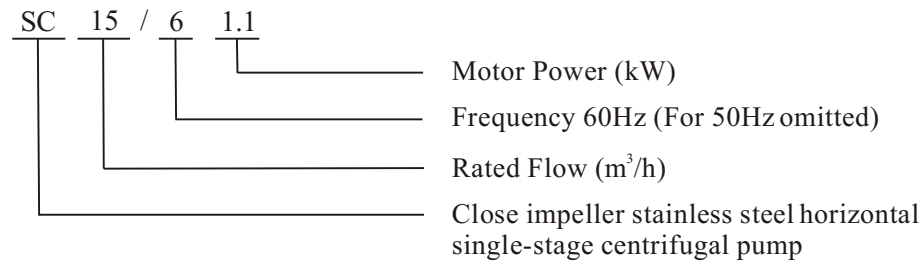 SC 15 / 6 1.1
Motor Power (kW)
Frequency 60Hz (For 50Hz omitted)
Rated Flow (m³/h)
Close impeller stainless steel horizontal
single-stage centrifugal pump